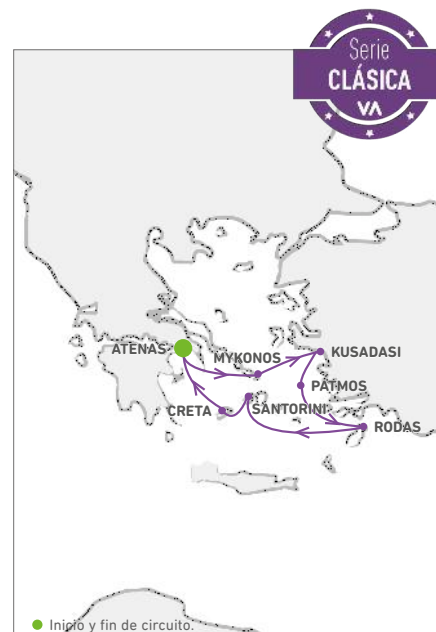 Serie
CLÁSICA
VA
ATENAS
MYKONOS
KUSADASI
PATMOS
CRETA
SANTORINI
RODAS
Inicio y fin de circuito.